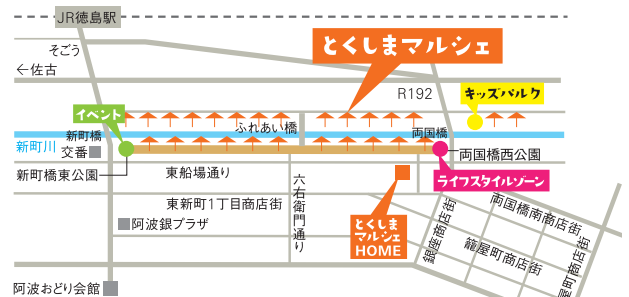 JR徳島駅
そごう
←佐古
とくしまマルシェ
R192
キッズパルク
イベント
ふれあい橋
両国橋
新町橋
新町川
交番
両国橋西公園
新町橋東公園
東船場通り
ライフスタイルゾーン
六右衛門通り
東新町1丁目商店街
阿波銀プラザ
とくしま
マルシェ
HOME
銀座商店街
両国橋南商店街
籠屋町商店街
屋町商店街
阿波おどり会館